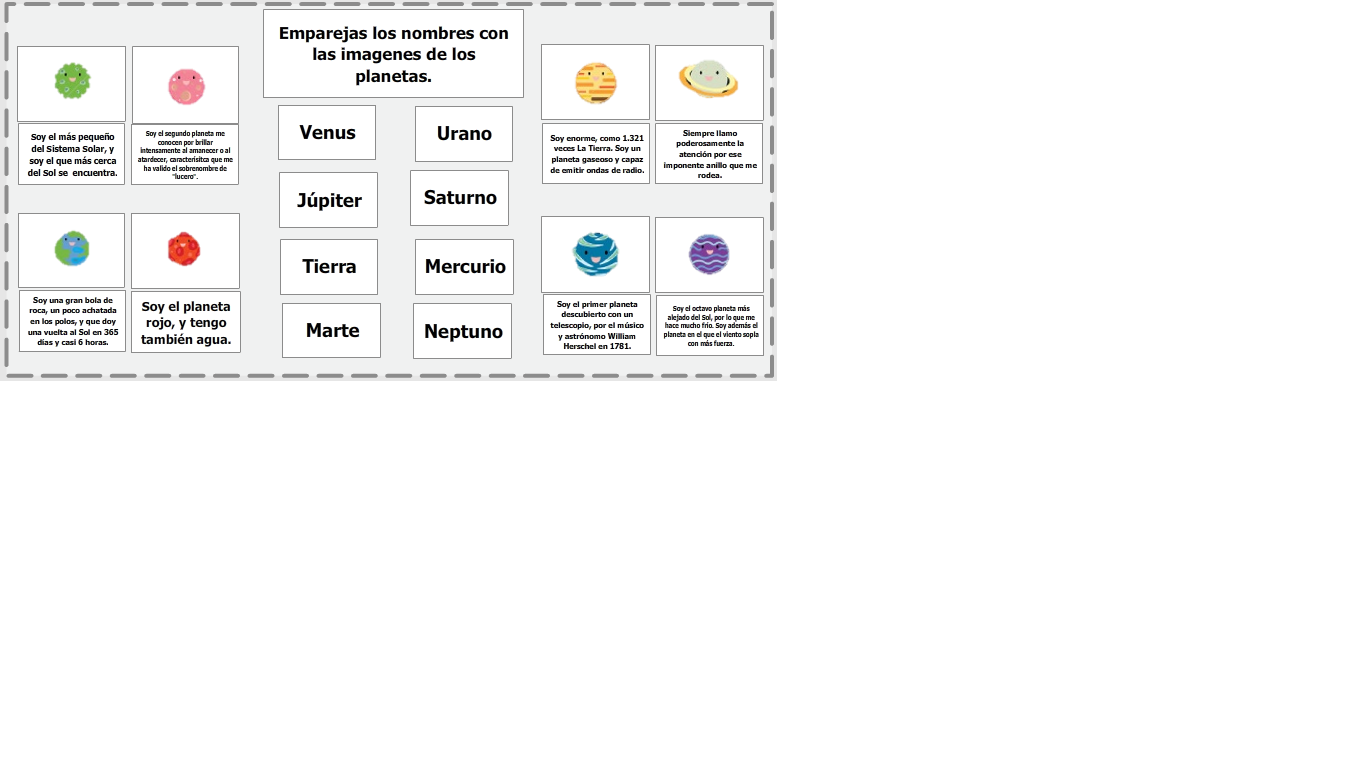 Emparejas los nombres con
las imagenes de los
planetas.
Soy el más pequeño
del Sistema Solar, y
soy el que más cerca
del Sol se encuentra.
Soy el segundo planeta me
conocen por brillar
intensamente al amanecer o al
atardecer, caracterisitca que me
ha valido el sobrenombre de
"lucero".
Venus
Urano
Júpiter
Saturno
Tierra
Mercurio
Marte
Neptuno
Soy enorme, como 1.321
veces La Tierra. Soy un
planeta gaseoso y capaz
de emitir ondas de radio.
Siempre llamo
poderosamente la
atención por ese
imponente anillo que me
rodea.
Soy una gran bola de
roca, un poco achatada
en los polos, y que doy
una vuelta al Sol en 365
días y casi 6 horas.
Soy el planeta
rojo, y tengo
también agua.
Soy el primer planeta
descubierto con un
telescopio, por el músico
y astrónomo William
Herschel en 1781.
Soy el octavo planeta más
alejado del Sol, por lo que me
hace mucho frío. Soy además el
planeta en el que el viento sopla
con más fuerza.